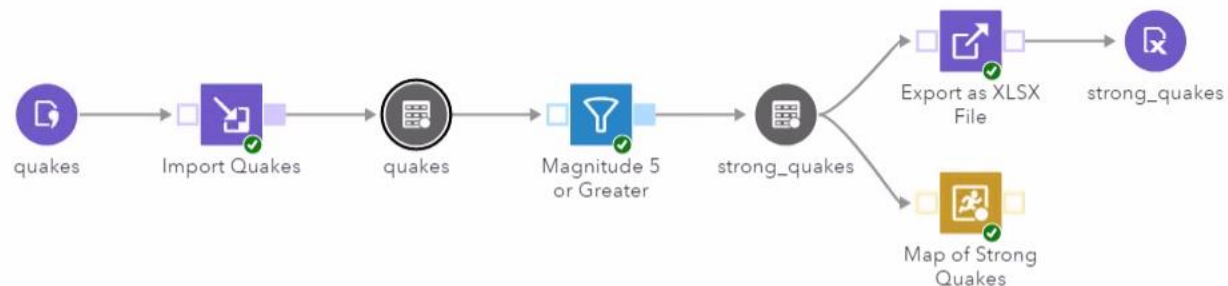 quakes
Import Quakes
quakes
Magnitude 5
or Greater
strong_quakes
Export as XLSX
File
strong_quakes
Map of Strong
Quakes